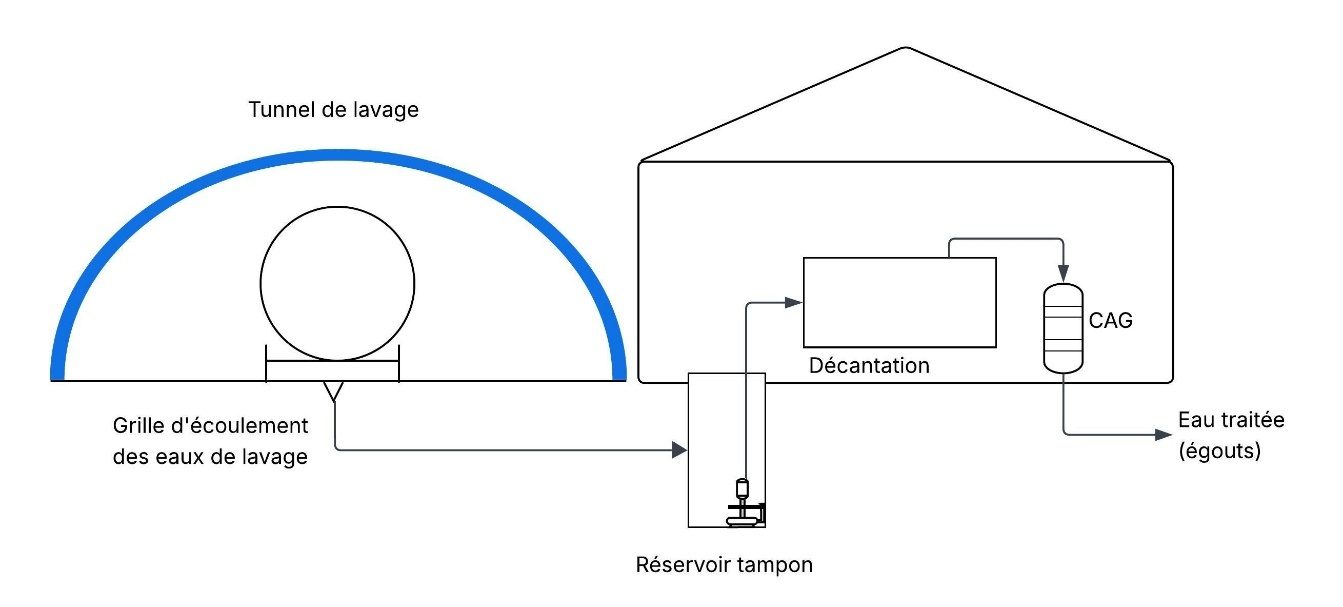 Tunnel de lavage
CAG
Décantation
Grille d'écoulement
des eaux de lavage
Eau traitée
(égouts)
Réservoir tampon